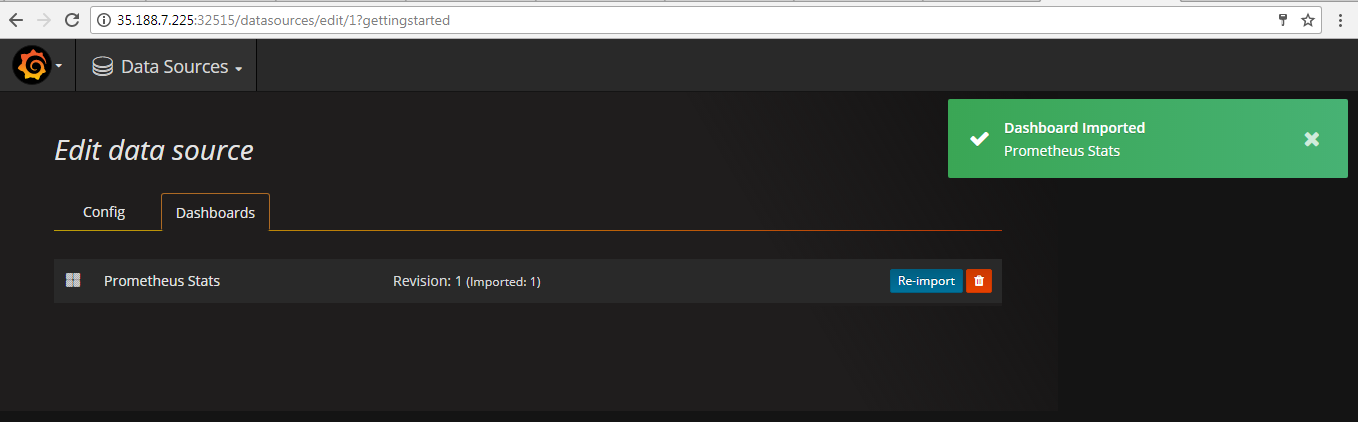 35.188.7.225:32515/datasources/edit/1?gettingstarted
Data Sources
Dashboard Imported
Prometheus Stats
Edit data source
Config Dashboards
Prometheus Stats Revision: 1 (Imported: 1) Re-import